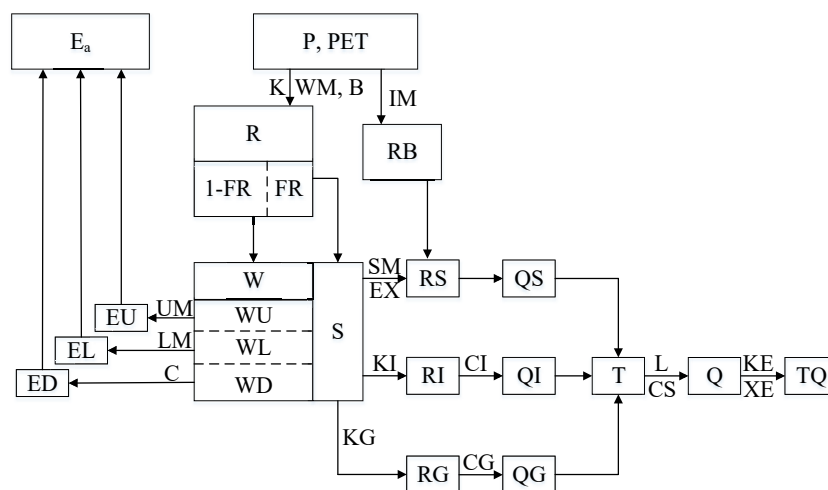 Eₐ
P, PET
K WM, B
IM
R
RB
1-FR FR
W
SM
EX
RS
QS
UM
EU
WU
S
LM
EL
WL
KI
RI
CI
QI
T
L
CS
Q
KE
XE
TQ
C
ED
WD
KG
RG
CG
QG